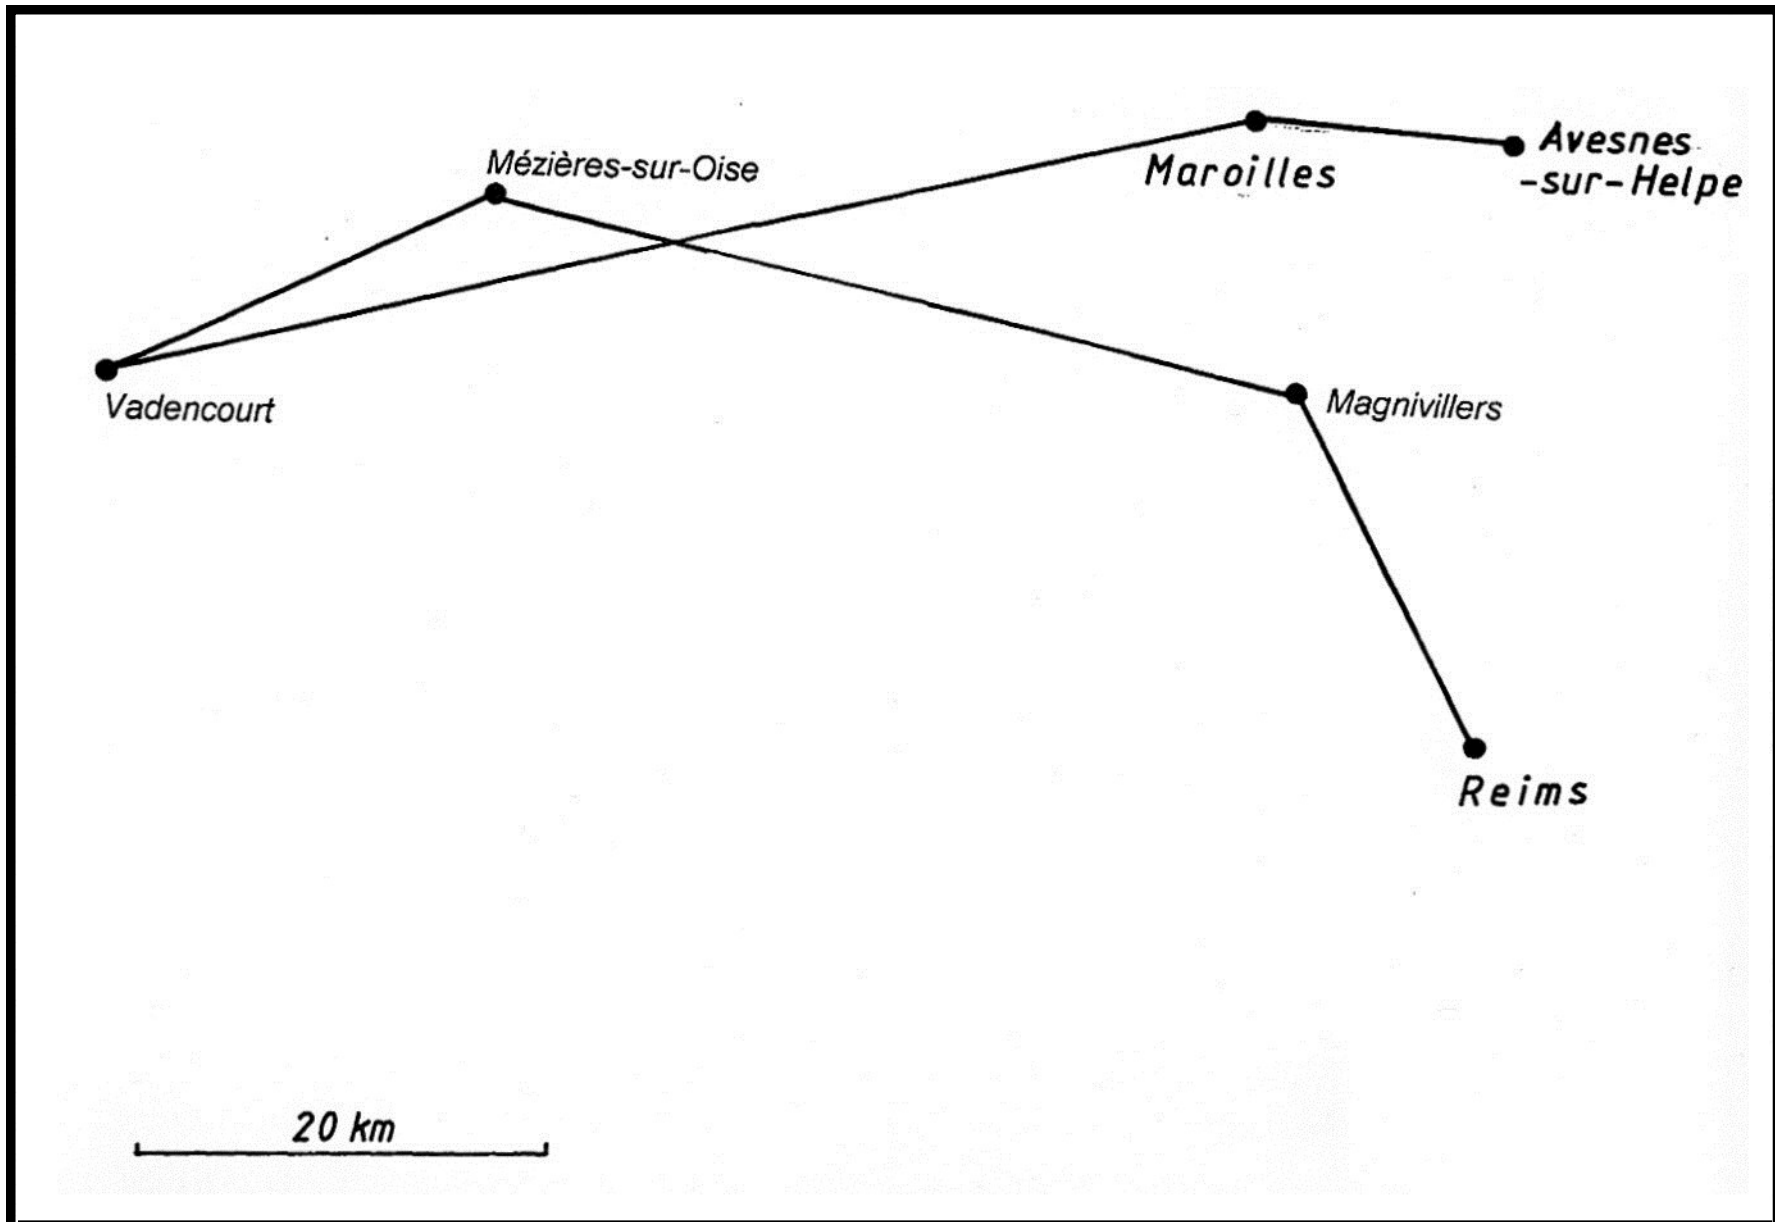 Mézières-sur-Oise
Maroilles
Avesnes
-sur-Helpe
Vadencourt
Magnivillers
Reims
20 km